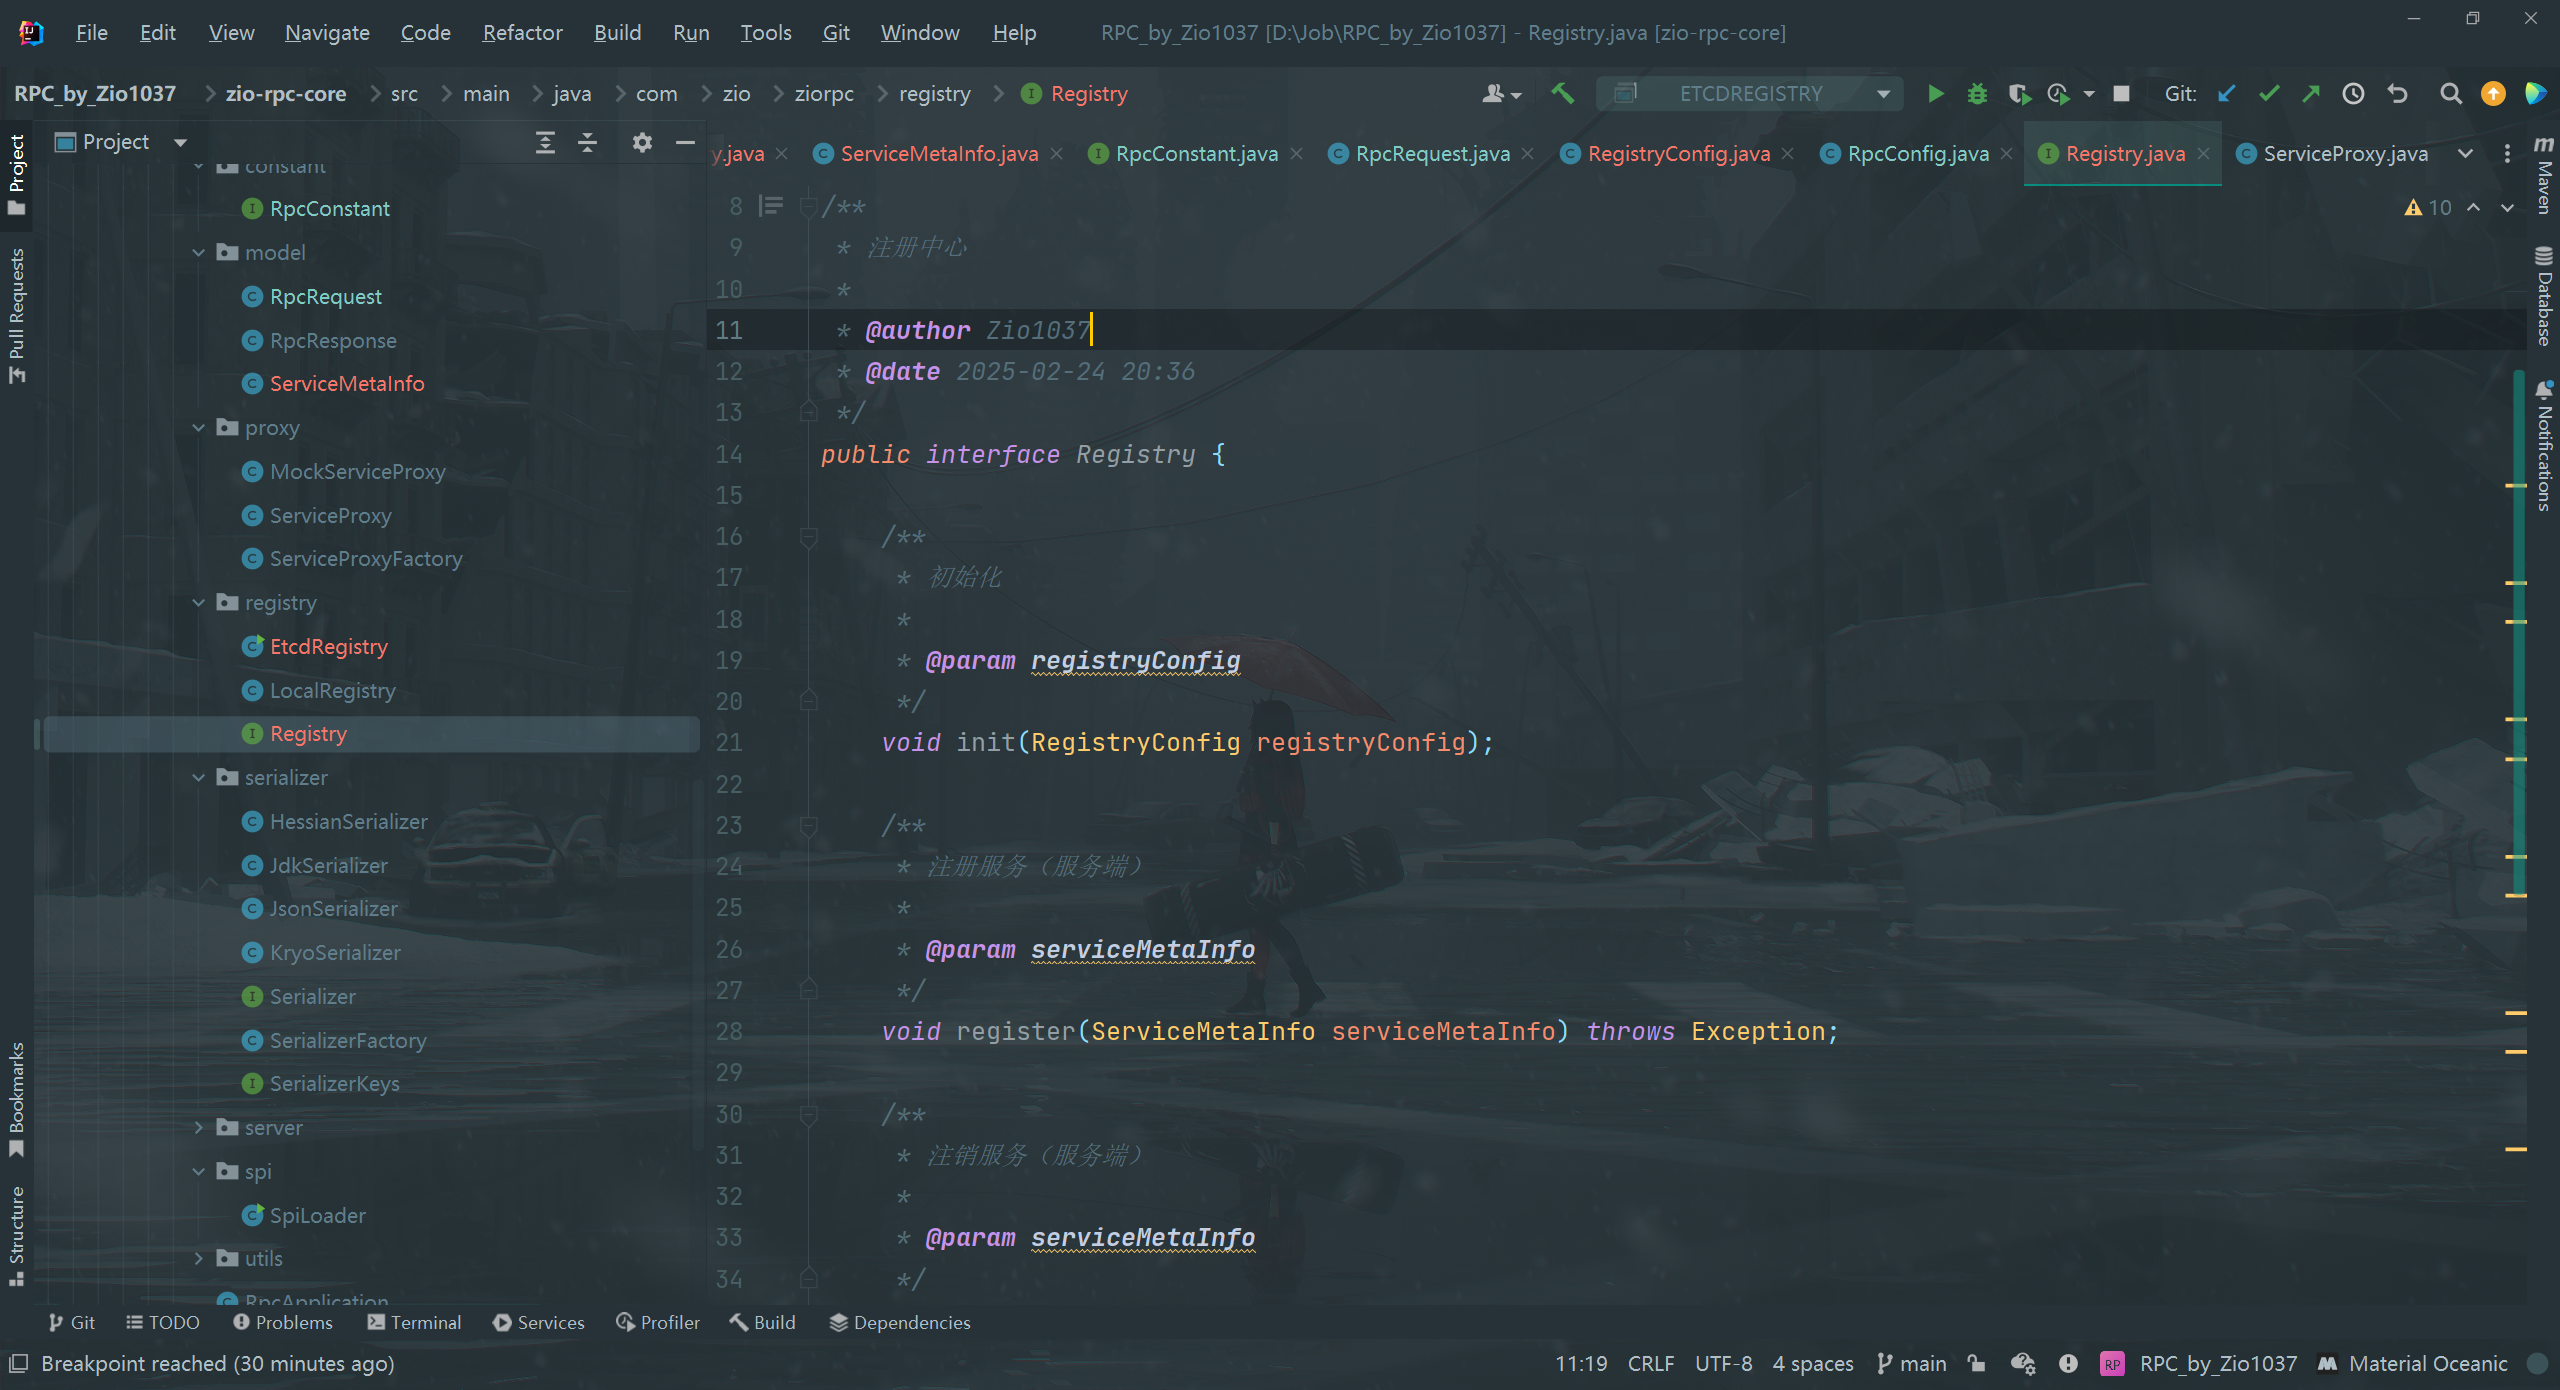 File Edit View Navigate Code Refactor Build Run Tools Git Window Help RPC_by_Zio1037 [D:\Job\RPC_by_Zio1037] - Registry.java [zio-rpc-core]
RPC_by_Zio1037 zio-rpc-core src main java com zio ziorpc registry Registry ETCDREGISTRY Git:
Project
y.java ServiceMetaInfo.java RpcConstant.java RpcRequest.java RegistryConfig.java RpcConfig.java Registry.java ServiceProxy.java
Project
Pull Requests
Bookmarks
Structure
constant
RpcConstant
model
RpcRequest
RpcResponse
ServiceMetaInfo
proxy
MockServiceProxy
ServiceProxy
ServiceProxyFactory
registry
EtcdRegistry
LocalRegistry
Registry
serializer
HessianSerializer
JdkSerializer
JsonSerializer
KryoSerializer
Serializer
SerializerFactory
SerializerKeys
server
spi
SpiLoader
utils
RpcApplication
10
8 /**
9 * 注册中心
10 *
11 * @author Zio1037
12 * @date 2025-02-24 20:36
13 */
14 public interface Registry {
15
16 /**
17 * 初始化
18 *
19 * @param registryConfig
20 */
21 void init(RegistryConfig registryConfig);
22
23 /**
24 * 注册服务（服务端）
25 *
26 * @param serviceMetaInfo
27 */
28 void register(ServiceMetaInfo serviceMetaInfo) throws Exception;
29
30 /**
31 * 注销服务（服务端）
32 *
33 * @param serviceMetaInfo
34 */
m Maven
Database
Notifications
Git TODO Problems Terminal Services Profiler Build Dependencies
Breakpoint reached (30 minutes ago) 11:19 CRLF UTF-8 4 spaces main RP RPC_by_Zio1037 Material Oceanic